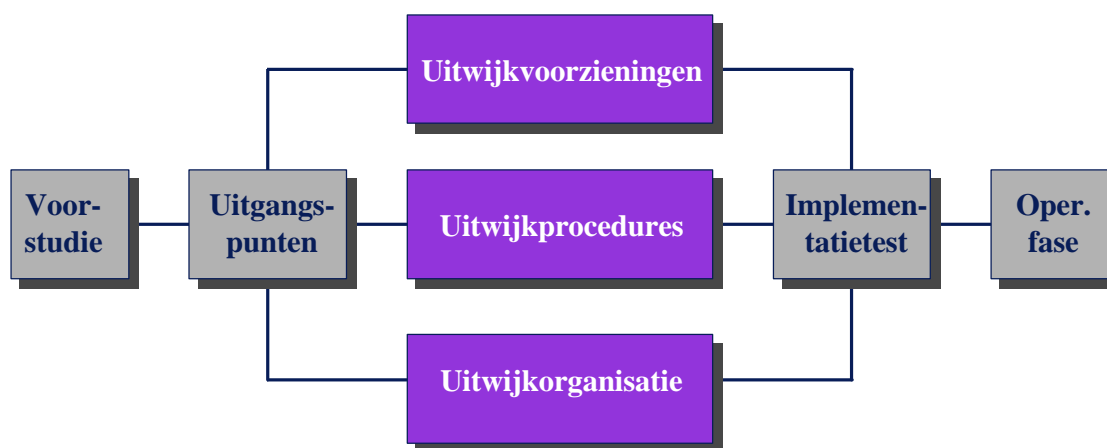 Uitwijkvoorzieningen
Voor-
studie
Uitgangs-
punten
Uitwijkprocedures
Implemen-
tatietest
Oper.
fase
Uitwijkorganisatie